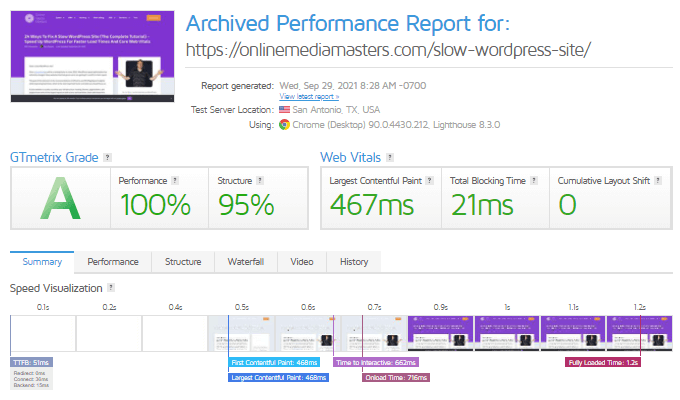 Archived Performance Report for:
https://onlinemediamasters.com/slow-wordpress-site/
Report generated: Wed, Sep 29, 2021 8:28 AM -0700
View latest report »
Test Server Location: San Antonio, TX, USA
Using: Chrome (Desktop) 90.0.4430.212, Lighthouse 8.3.0
GTmetrix Grade ?
Web Vitals ?
A
Performance ?
100%
Structure ?
95%
Largest Contentful Paint ?
467ms
Total Blocking Time ?
21ms
Cumulative Layout Shift ?
0
Summary Performance Structure Waterfall Video History
Speed Visualization ?
0.1s 0.2s 0.4s 0.5s 0.6s 0.7s 0.9s 1s 1.1s 1.2s
TTFB: 51ms
Redirect: 0ms
Connect: 36ms
Backend: 15ms
First Contentful Paint: 468ms
Time to Interactive: 662ms
Fully Loaded Time: 1.2s
Largest Contentful Paint: 468ms
Onload Time: 716ms